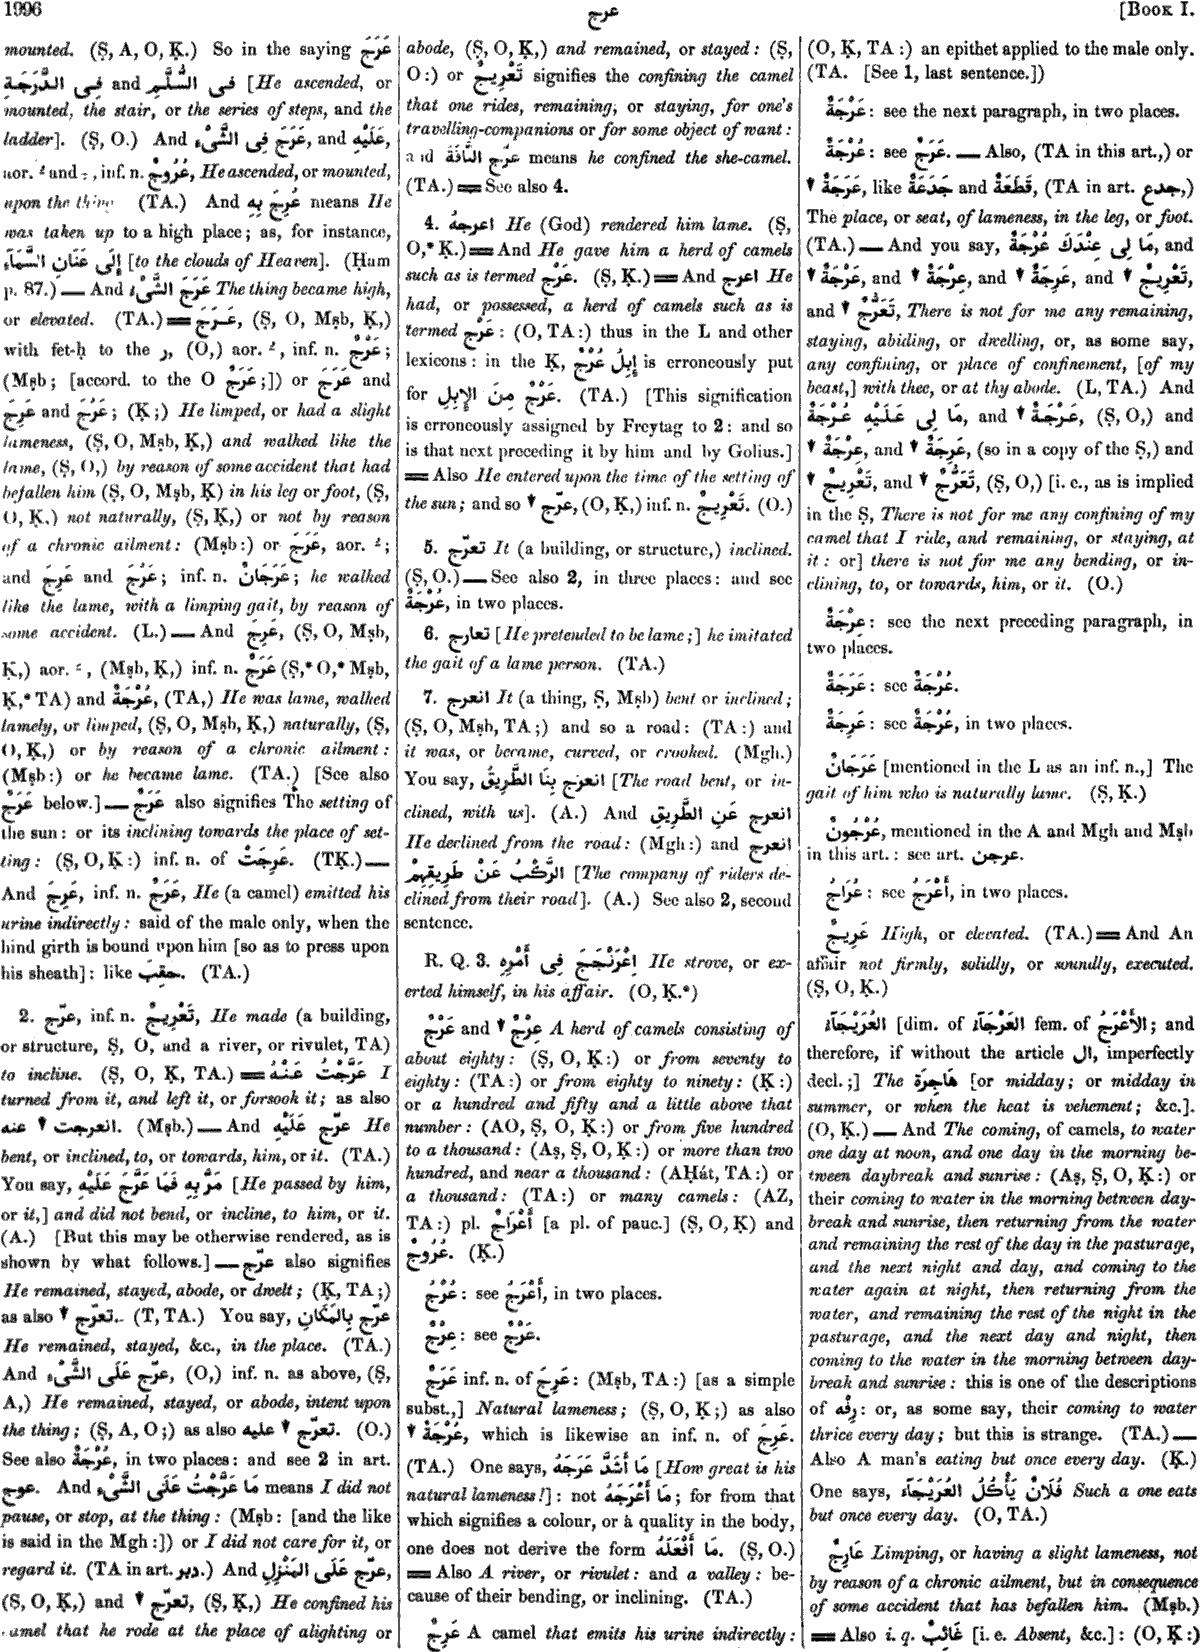 1996
عرج
[Book I.
mounted. (Ṣ, A, O, Ḳ.) So in the saying عَرَجَ
فِى الدَّرَجَةِ and فِى السُّلَّمِ [He ascended, or
mounted, the stair, or the series of steps, and the
ladder]. (Ṣ, O.) And عَرَجَ فِى الشَّىْءِ, and عَلَيْهِ,
aor. ـُ and ـِ, inf. n. عُرُوجٌ, He ascended, or mounted,
upon the thing. (TA.) And عُرِجَ بِهِ means He
was taken up to a high place; as, for instance,
إِلَى عَنَانِ السَّمَآءِ [to the clouds of Heaven]. (Ham
p. 87.) — And عَرَجَ الشَّىْءُ The thing became high,
or elevated. (TA.) = عَرَجَ, (Ṣ, O, Mṣb, Ḳ,)
with fet-ḥ to the ر, (O,) aor. ـُ, inf. n. عَرْجٌ;
(Mṣb; [accord. to the O عَرَجٌ;]) or عَرَجَ and
عَرِجَ and عَرُجَ; (Ḳ;) He limped, or had a slight
lameness, (Ṣ, O, Mṣb, Ḳ,) and walked like the
lame, (Ṣ, O,) by reason of some accident that had
befallen him (Ṣ, O, Mṣb, Ḳ) in his leg or foot, (Ṣ,
O, Ḳ,) not naturally, (Ṣ, Ḳ,) or not by reason
of a chronic ailment: (Mṣb:) or عَرَجَ, aor. ـُ;
and عَرِجَ and عَرُجَ; inf. n. عَرَجَانٌ; he walked
like the lame, with a limping gait, by reason of
some accident. (L.) — And عَرِجَ, (Ṣ, O, Mṣb,
Ḳ,) aor. ـَ, (Mṣb, Ḳ,) inf. n. عَرَجٌ (Ṣ,* O,* Mṣb,
Ḳ,* TA) and عُرْجَةٌ, (TA,) He was lame, walked
lamely, or limped, (Ṣ, O, Mṣb, Ḳ,) naturally, (Ṣ,
O, Ḳ,) or by reason of a chronic ailment:
(Mṣb:) or he became lame. (TA.) [See also
عَرَجٌ below.] — عَرَجٌ also signifies The setting of
the sun: or its inclining towards the place of set-
ting: (Ṣ, O, Ḳ:) inf. n. of عَرِجَتْ. (TḲ.) —
And عَرِجَ, inf. n. عَرَجٌ, He (a camel) emitted his
urine indirectly: said of the male only, when the
hind girth is bound upon him [so as to press upon
his sheath]: like حَقِبَ. (TA.)
2. عرّج, inf. n. تَعْرِيجٌ, He made (a building,
or structure, Ṣ, O, and a river, or rivulet, TA)
to incline. (Ṣ, O, Ḳ, TA.) = عَرَّجْتُ عَنْهُ I
turned from it, and left it, or forsook it; as also
انعرجت ▼ عنه. (Mṣb.) — And عرّج عَلَيْهِ He
bent, or inclined, to, or towards, him, or it. (TA.)
You say, مَرَّ بِهِ فَمَا عَرَّجَ عَلَيْهِ [He passed by him,
or it,] and did not bend, or incline, to him, or it.
(A.) [But this may be otherwise rendered, as is
shown by what follows.] — عرّج also signifies
He remained, stayed, abode, or dwelt; (Ḳ, TA;)
as also ▼ تعرّج. (T, TA.) You say, عرّج بِالمَكَانِ
He remained, stayed, &c., in the place. (TA.)
And عرّج عَلَى الشَّىْءِ, (O,) inf. n. as above, (Ṣ,
A,) He remained, stayed, or abode, intent upon
the thing; (Ṣ, A, O;) as also تعرّج ▼ عليه. (O.)
See also عُرْجَةٌ, in two places: and see 2 in art.
عوج. And مَا عَرَّجْتُ عَلَى الشَّىْءِ means I did not
pause, or stop, at the thing: (Mṣb: [and the like
is said in the Mgh:]) or I did not care for it, or
regard it. (TA in art. دبر.) And عرّج عَلَى المَنْزِلِ,
(Ṣ, O, Ḳ,) and ▼ تعرّج, (Ṣ, Ḳ,) He confined his
camel that he rode at the place of alighting or
abode, (Ṣ, O, Ḳ,) and remained, or stayed: (Ṣ,
O:) or تَعْرِيجٌ signifies the confining the camel
that one rides, remaining, or staying, for one's
travelling-companions or for some object of want:
and عرّج النَّاقَةَ means he confined the she-camel.
(TA.) = See also 4.
4. اعرجهُ He (God) rendered him lame. (Ṣ,
O,* Ḳ.) = And He gave him a herd of camels
such as is termed عَرْج. (Ṣ, Ḳ.) = And اعرج He
had, or possessed, a herd of camels such as is
termed عَرْج: (O, TA:) thus in the L and other
lexicons: in the Ḳ, إِبِلٌ عُرْجٌ is erroneously put
for عَرْجٌ مِنَ الإِبِلِ. (TA.) [This signification
is erroneously assigned by Freytag to 2: and so
is that next preceding it by him and by Golius.]
= Also He entered upon the time of the setting of
the sun; and so ▼ عرّج, (O, Ḳ,) inf. n. تَعْرِيجٌ. (O.)
5. تعرّج It (a building, or structure,) inclined.
(Ṣ, O.) — See also 2, in three places: and see
عُرْجَةٌ, in two places.
6. تعارج [He pretended to be lame;] he imitated
the gait of a lame person. (TA.)
7. انعرج It (a thing, Ṣ, Mṣb) bent or inclined;
(Ṣ, O, Mṣb, TA;) and so a road: (TA:) and
it was, or became, curved, or crooked. (Mgh.)
You say, انعرج بِنَا الطَّرِيقُ [The road bent, or in-
clined, with us]. (A.) And انعرج عَنِ الطَّرِيقِ
He declined from the road: (Mgh:) and انعرج
الرَّكْبُ عَنْ طَرِيقِهِمْ [The company of riders de-
clined from their road]. (A.) See also 2, second
sentence.
R. Q. 3. اِعْرَنْجَجَ فِى أَمْرِهِ He strove, or ex-
erted himself, in his affair. (O, Ḳ.*)
عَرْجٌ and ▼ عِرْجٌ A herd of camels consisting of
about eighty: (Ṣ, O, Ḳ:) or from seventy to
eighty: (TA:) or from eighty to ninety: (Ḳ:)
or a hundred and fifty and a little above that
number: (AO, Ṣ, O, Ḳ:) or from five hundred
to a thousand: (Aṣ, Ṣ, O, Ḳ:) or more than two
hundred, and near a thousand: (AḤát, TA:) or
a thousand: (TA:) or many camels: (AZ,
TA:) pl. أَعْرَاجٌ [a pl. of pauc.] (Ṣ, O, Ḳ) and
عُرُوجٌ. (Ḳ.)
عُرْجُ: see أَعْرَجُ, in two places.
عِرْجٌ: see عَرْجٌ.
عَرَجٌ inf. n. of عَرِجَ: (Mṣb, TA:) [as a simple
subst.,] Natural lameness; (Ṣ, O, Ḳ;) as also
▼ عُرْجَةٌ, which is likewise an inf. n. of عَرِجَ.
(TA.) One says, مَا أَشَدَّ عَرَجَهُ [How great is his
natural lameness!]: not مَا أَعْرَجَهُ; for from that
which signifies a colour, or a quality in the body,
one does not derive the form مَا أَفْعَلَهُ. (Ṣ, O.)
= Also A river, or rivulet: and a valley: be-
cause of their bending, or inclining. (TA.)
عَرِجٌ A camel that emits his urine indirectly:
(O, Ḳ, TA:) an epithet applied to the male only.
(TA. [See 1, last sentence.])
عَرْجَةٌ: see the next paragraph, in two places.
عُرْجَةٌ: see عَرَجٌ. — Also, (TA in this art.,) or
▼ عَرَجَةٌ, like جَدَعَةٌ and قَطَعَةٌ, (TA in art. جدع,)
The place, or seat, of lameness, in the leg, or foot.
(TA.) — And you say, مَا لِى عِنْدَكَ عُرْجَةٌ, and
▼ عَرْجَةٌ, and ▼ عِرْجَةٌ, and ▼ عَرِجَةٌ, and ▼ تَعْرِيجٌ,
and ▼ تَعَرُّجٌ, There is not for me any remaining,
staying, abiding, or dwelling, or, as some say,
any confining, or place of confinement, [of my
beast,] with thee, or at thy abode. (L, TA.) And
مَا لِى عَلَيْهِ عُرْجَةٌ, and ▼ عَرْجَةٌ, (Ṣ, O,) and
▼ عِرْجَةٌ, and ▼ عَرِجَةٌ, (so in a copy of the Ṣ,) and
▼ تَعْرِيجٌ, and ▼ تَعَرُّجٌ, (Ṣ, O,) [i. e., as is implied
in the Ṣ, There is not for me any confining of my
camel that I ride, and remaining, or staying, at
it: or] there is not for me any bending, or in-
clining, to, or towards, him, or it. (O.)
عِرْجَةٌ: see the next preceding paragraph, in
two places.
عَرَجَةٌ: see عُرْجَةٌ.
عَرِجَةٌ: see عُرْجَةٌ, in two places.
عَرَجَانٌ [mentioned in the L as an inf. n.,] The
gait of him who is naturally lame. (Ṣ, Ḳ.)
عُرْجُونٌ, mentioned in the A and Mgh and Mṣb
in this art.: see art. عرجن.
عُرَاجُ: see أَعْرَجُ, in two places.
عَرِيجٌ High, or elevated. (TA.) = And An
affair not firmly, solidly, or soundly, executed.
(Ṣ, O, Ḳ.)
العُرَيْجَآءُ [dim. of العَرْجَآءُ fem. of الأَعْرَجُ; and
therefore, if without the article ال, imperfectly
decl.;] The هَاجِرَة [or midday; or midday in
summer, or when the heat is vehement; &c.].
(O, Ḳ.) — And The coming, of camels, to water
one day at noon, and one day in the morning be-
tween daybreak and sunrise: (Aṣ, Ṣ, O, Ḳ:) or
their coming to water in the morning between day-
break and sunrise, then returning from the water
and remaining the rest of the day in the pasturage,
and the next night and day, and coming to the
water again at night, then returning from the
water, and remaining the rest of the night in the
pasturage, and the next day and night, then
coming to the water in the morning between day-
break and sunrise: this is one of the descriptions
of رِفْه: or, as some say, their coming to water
thrice every day; but this is strange. (TA.) —
Also A man's eating but once every day. (Ḳ.)
One says, فُلَانٌ يَأْكُلُ العُرَيْجَآءَ Such a one eats
but once every day. (O, TA.)
عَارِجٌ Limping, or having a slight lameness, not
by reason of a chronic ailment, but in consequence
of some accident that has befallen him. (Mṣb.)
= Also i. q. غَائِبٌ [i. e. Absent, &c.]: (O, Ḳ:)